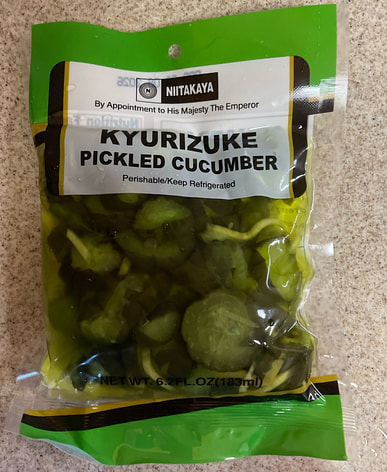 2026
NIITAKAYA
By Appointment to His Majesty The Emperor
KYURIZUKE
PICKLED CUCUMBER
Perishable/Keep Refrigerated
NET WT. 6.2FL.OZ(183ml)